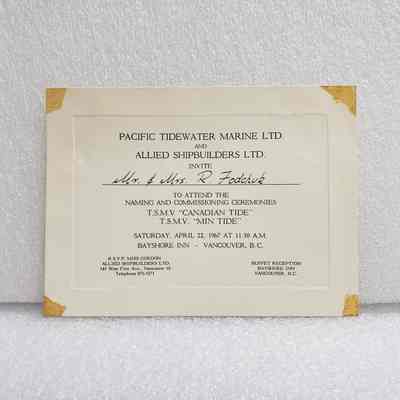 PACIFIC TIDEWATER MARINE LTD.
AND
ALLIED SHIPBUILDERS LTD.
INVITE
Mr. & Mrs. R. Fodchuk
TO ATTEND THE
NAMING AND COMMISSIONING CEREMONIES
T.S.M.V. "CANADIAN TIDE"
T.S.M.V. "MIN TIDE"
SATURDAY, APRIL 22, 1967 AT 11:30 A.M.
BAYSHORE INN - VANCOUVER, B.C.
R.S.V.P. MISS GORDON
ALLIED SHIPBUILDERS LTD.
Telephone
BUFFET RECEPTION
BAYSHORE INN
VANCOUVER, B.C.